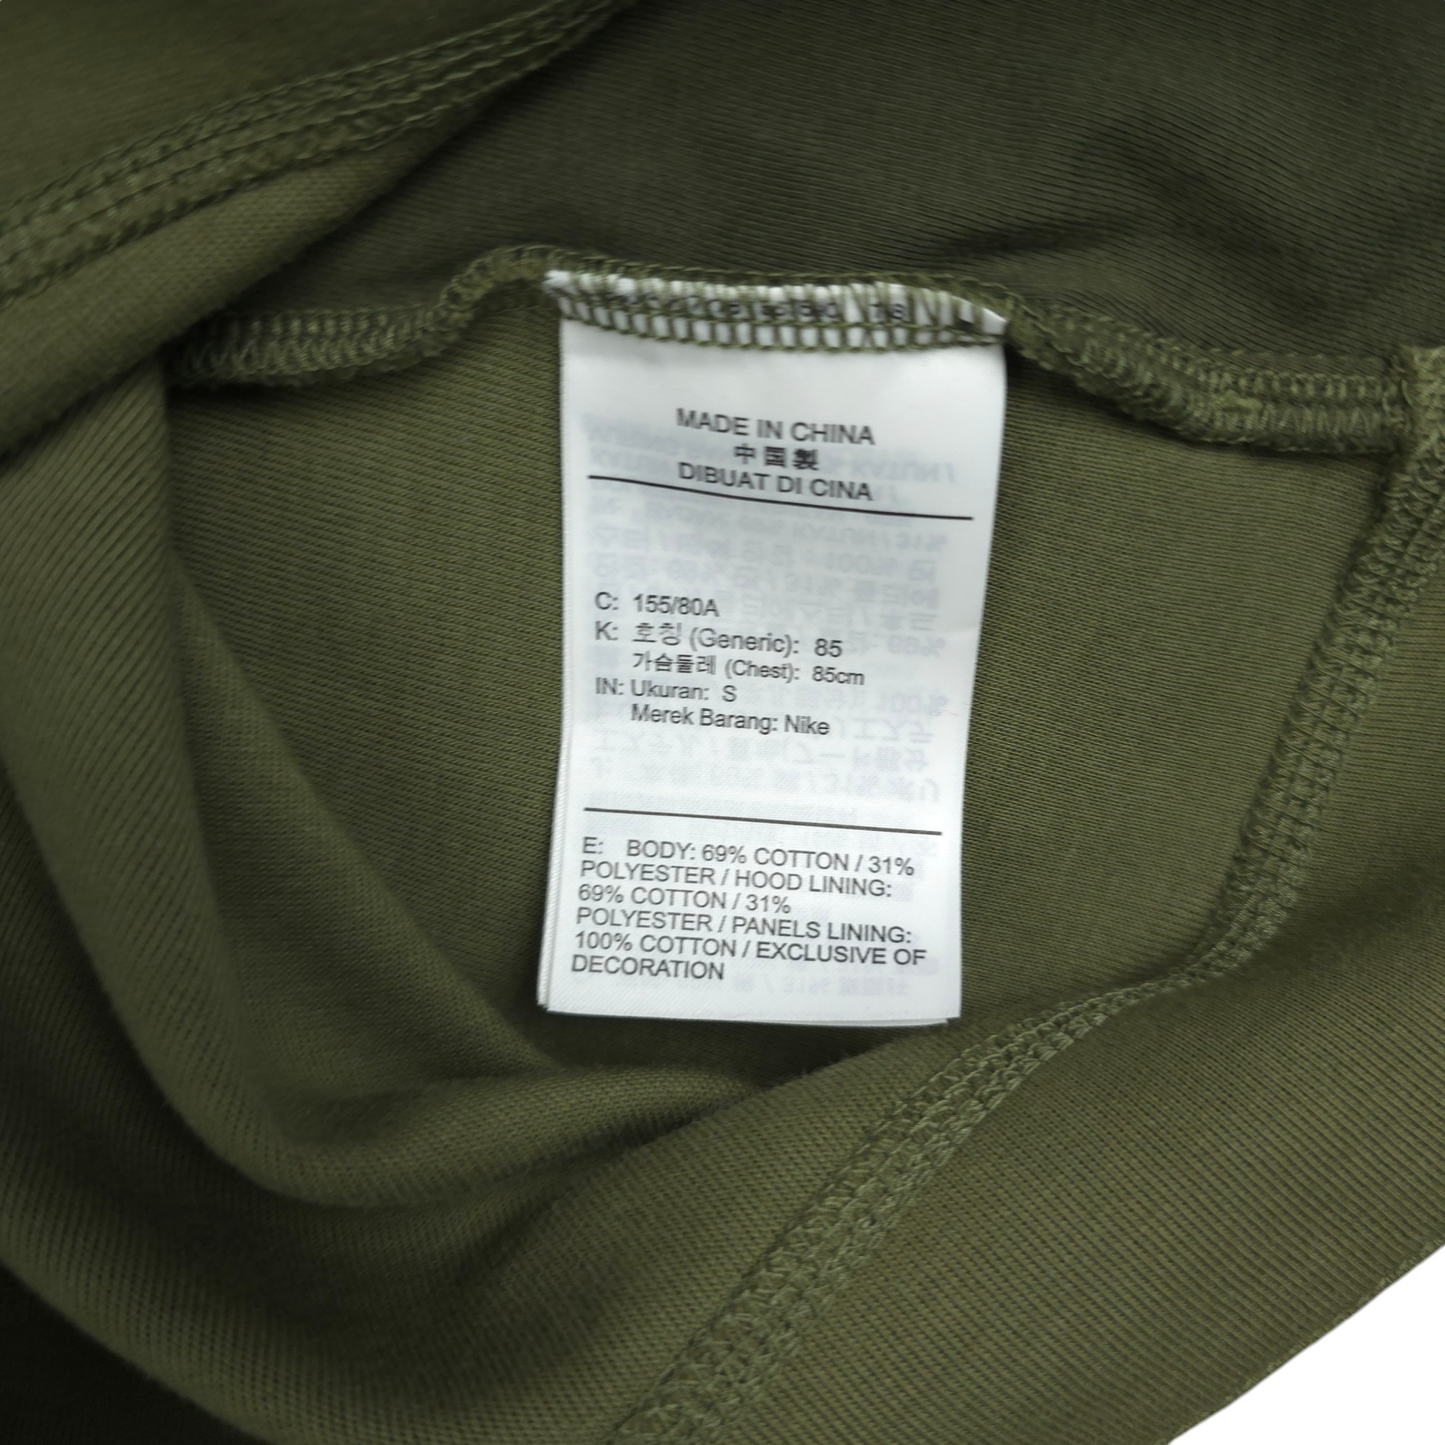 MADE IN CHINA
中国製
DIBUAT DI CINA
C: 155/80A
K: 호칭 (Generic): 85
가슴둘레 (Chest): 85cm
IN: Ukuran: S
Merek Barang: Nike
E: BODY: 69% COTTON / 31%
POLYESTER / HOOD LINING:
69% COTTON / 31%
POLYESTER / PANELS LINING:
100% COTTON / EXCLUSIVE OF
DECORATION